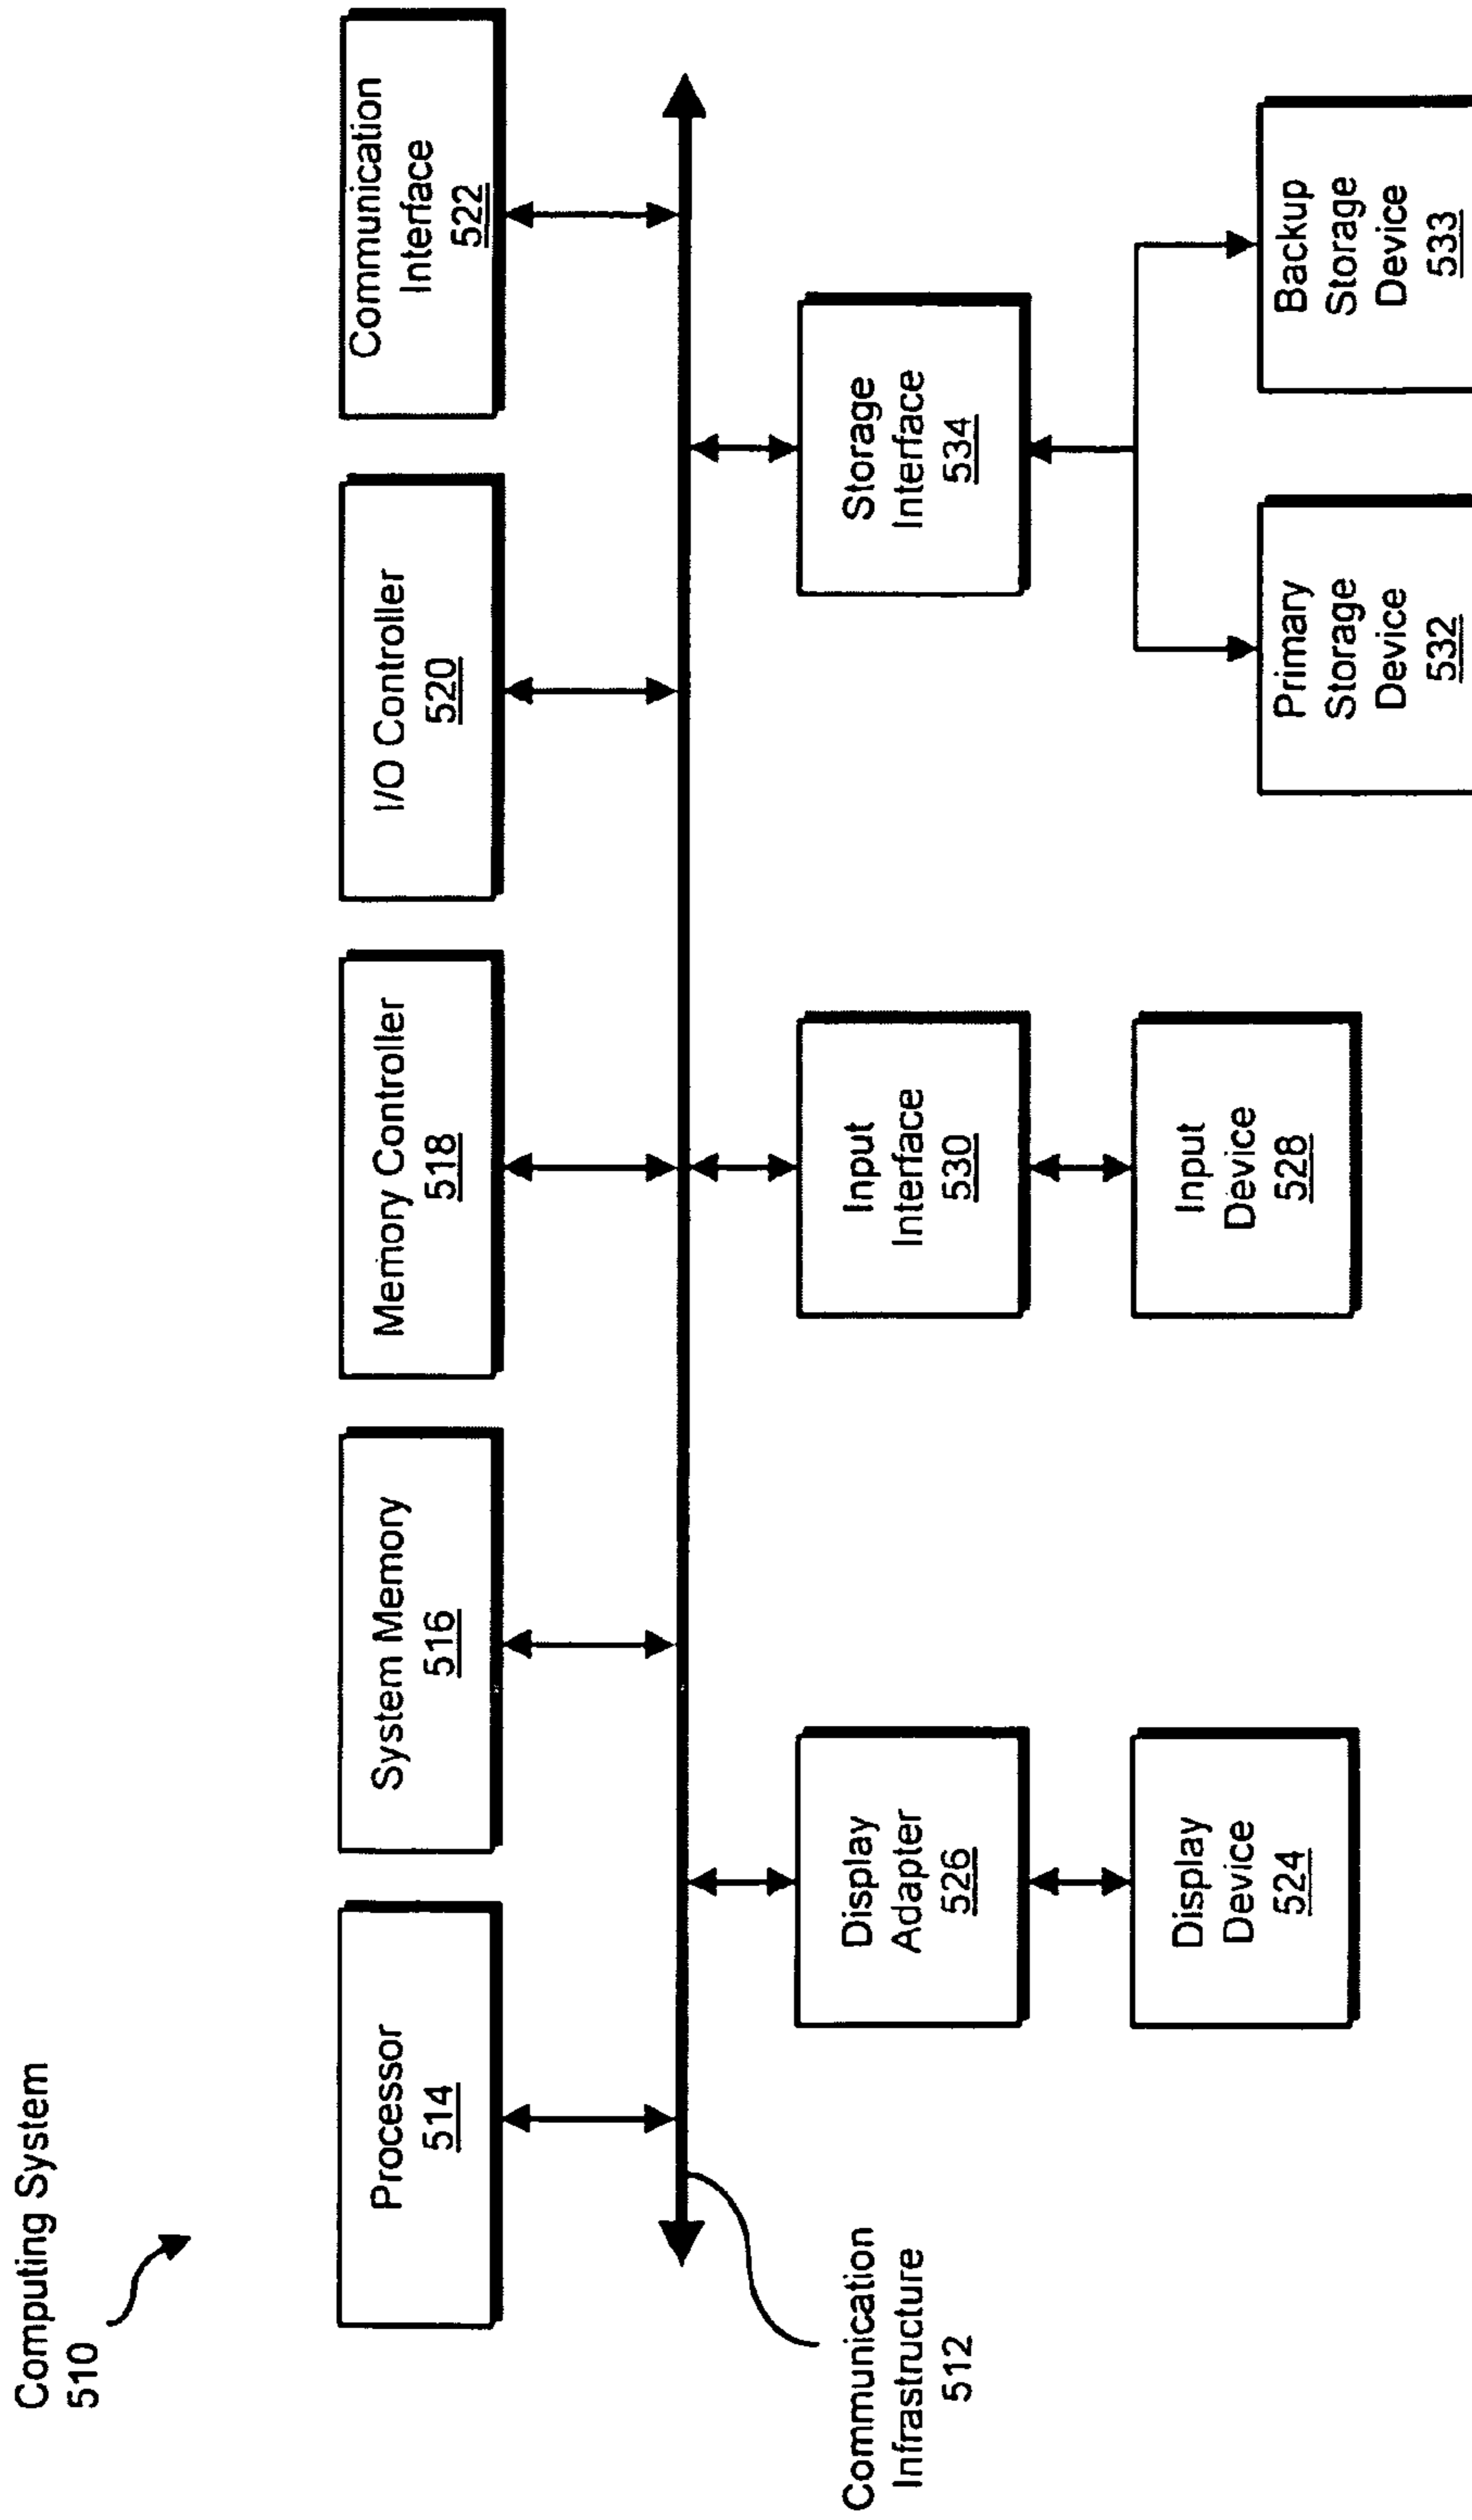 Computing System
510
Processor
514
System Memory
516
Memory Controller
518
I/O Controller
520
Communication
Interface
522
Communication
Infrastructure
512
Display
Adapter
526
Input
Interface
530
Storage
Interface
534
Display
Device
524
Input
Device
528
Primary
Storage
Device
532
Backup
Storage
Device
533